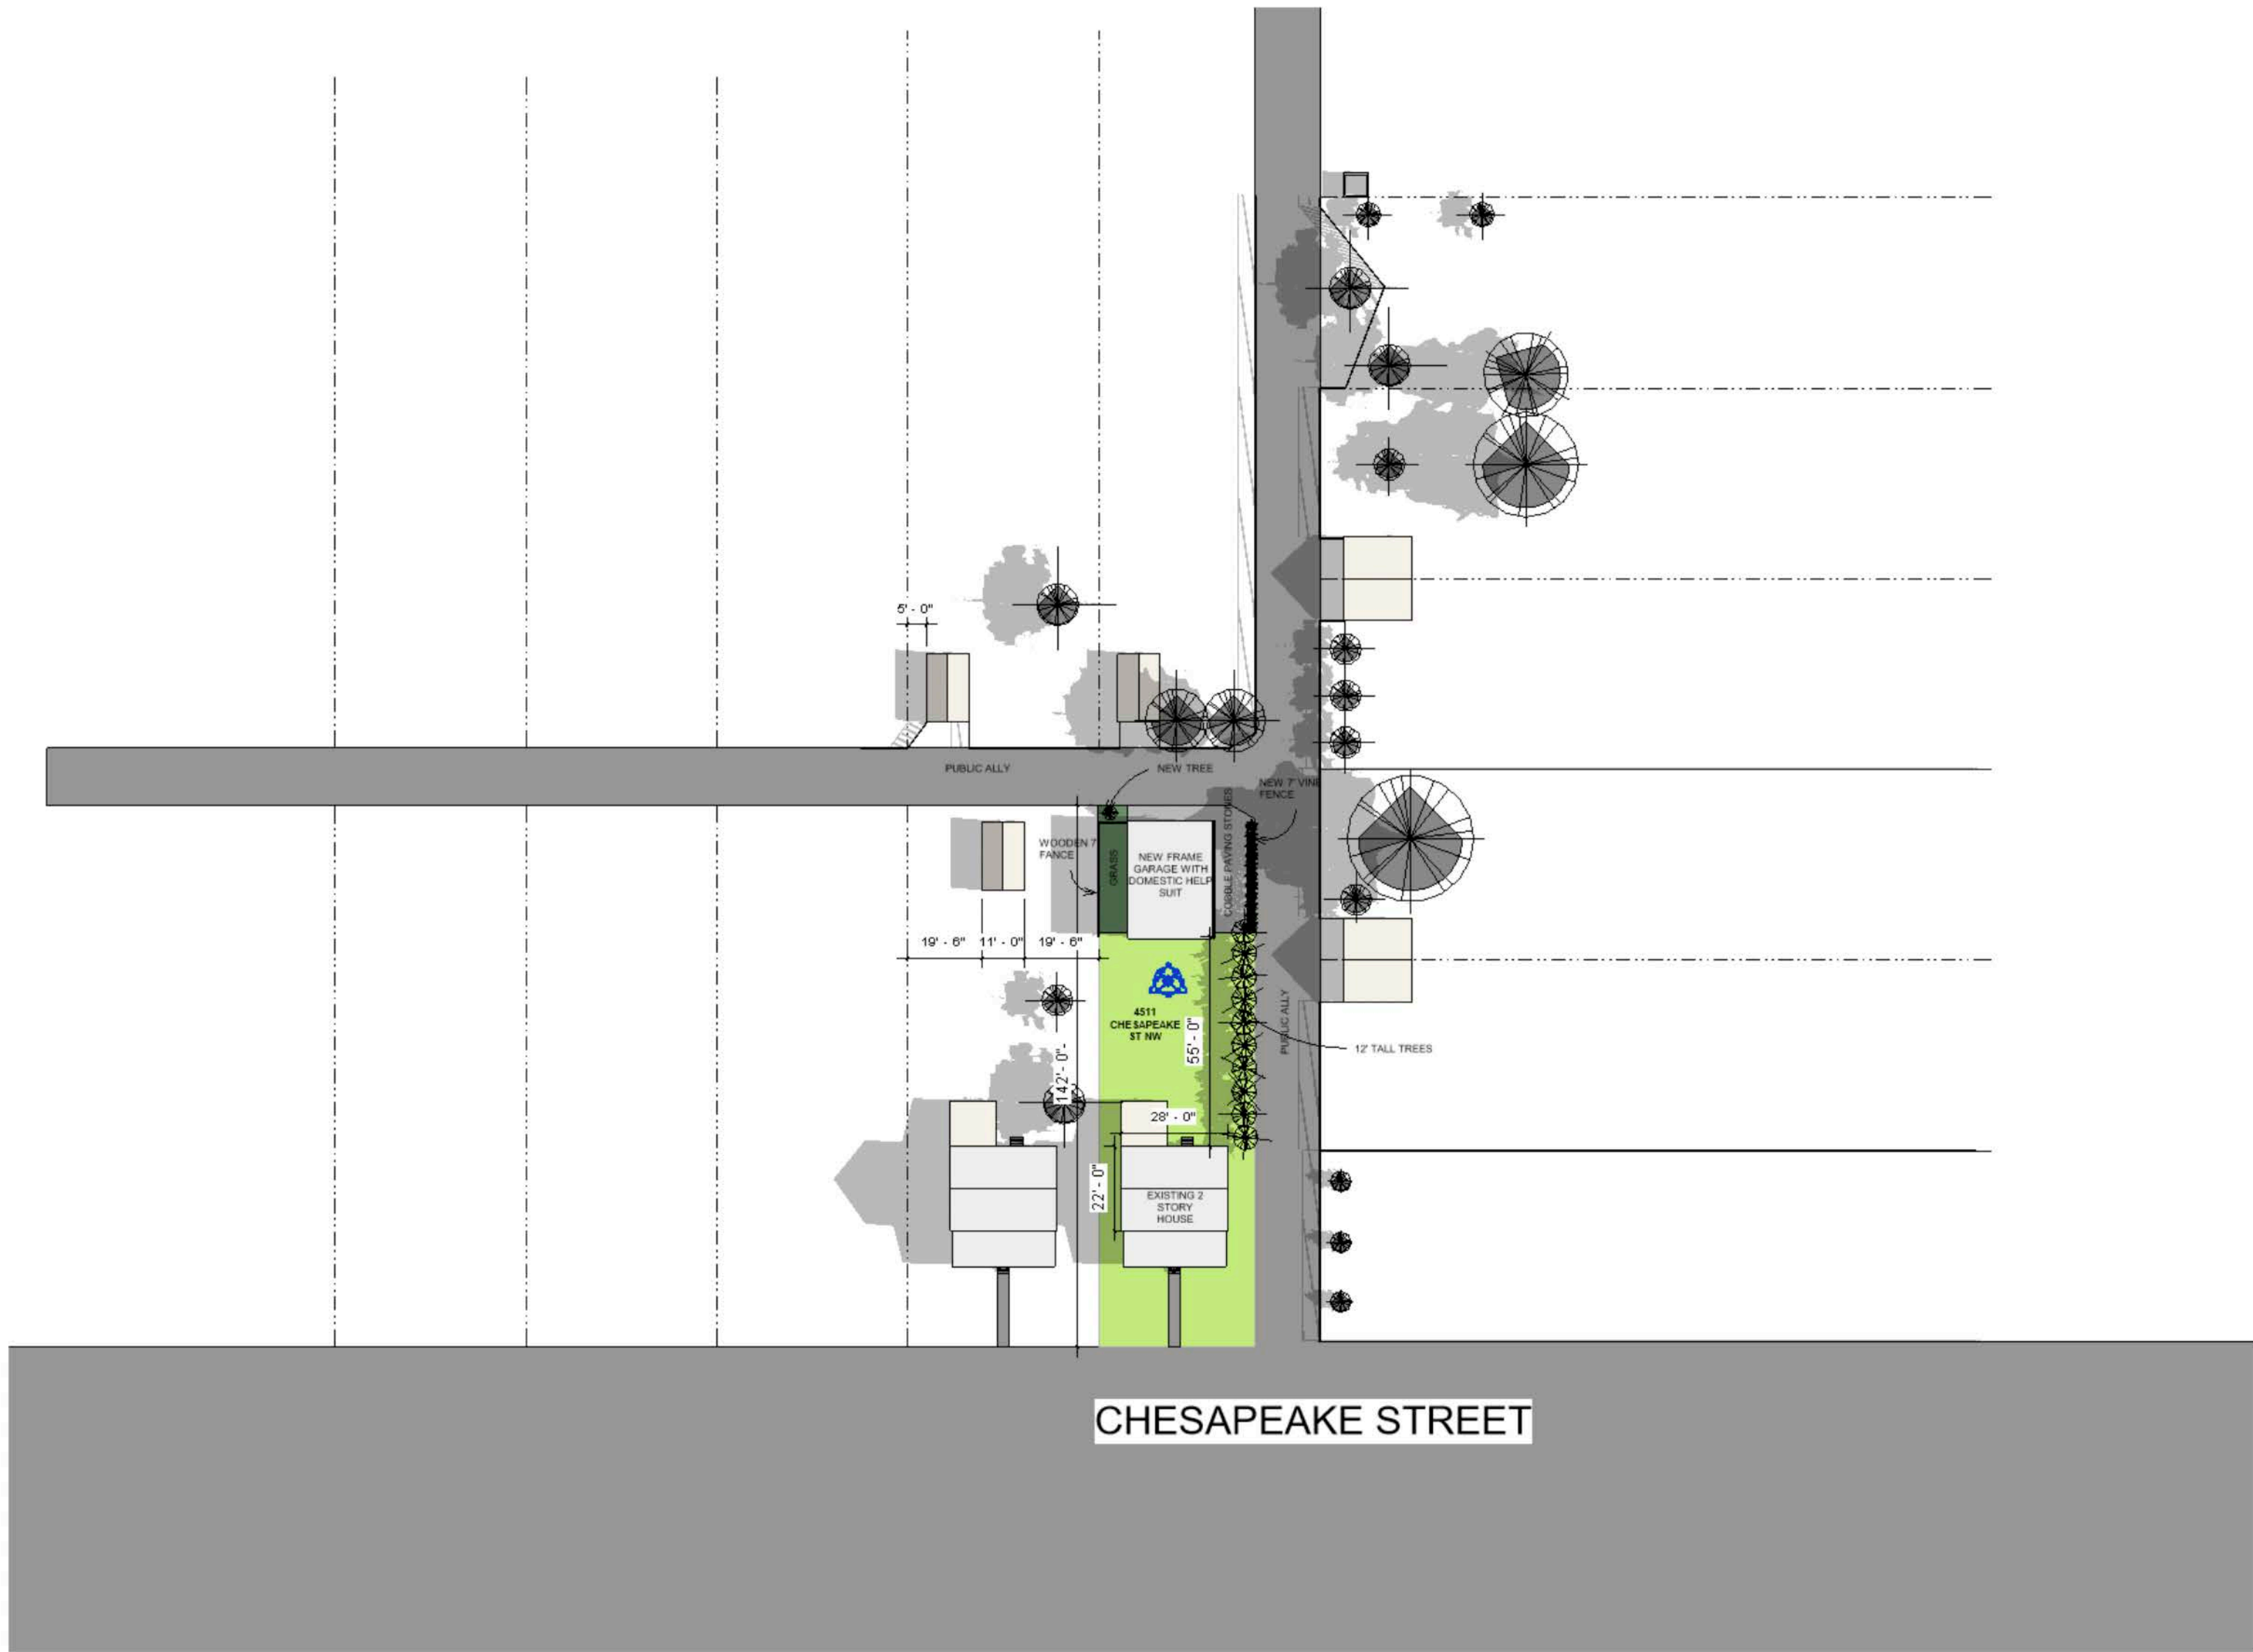 5' - 0"
PUBLIC ALLY
NEW TREE
NEW 7' VINE
FENCE
COBBLE PAVING STONES
WOODEN 7'
FANCE
GRASS
NEW FRAME
GARAGE WITH
DOMESTIC HELP
SUIT
19' - 6"
11' - 0"
19' - 6"
4511
CHESAPEAKE
ST NW
55' - 0"
PUBLIC ALLY
12' TALL TREES
142' - 0"
28' - 0"
22' - 0"
EXISTING 2
STORY
HOUSE
CHESAPEAKE STREET